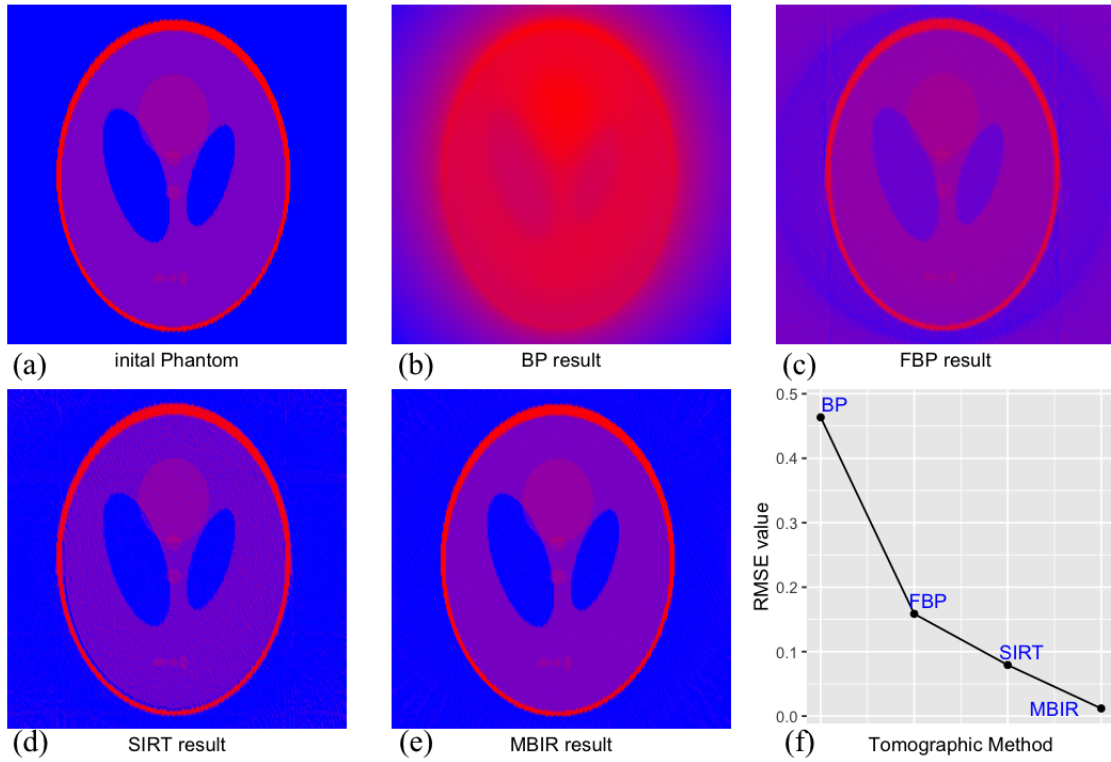 (a) inital Phantom
(b) BP result
(c) FBP result
(d) SIRT result
(e) MBIR result
0.5
0.4
0.3
0.2
0.1
0.0
RMSE value
BP
FBP
SIRT
MBIR
(f) Tomographic Method